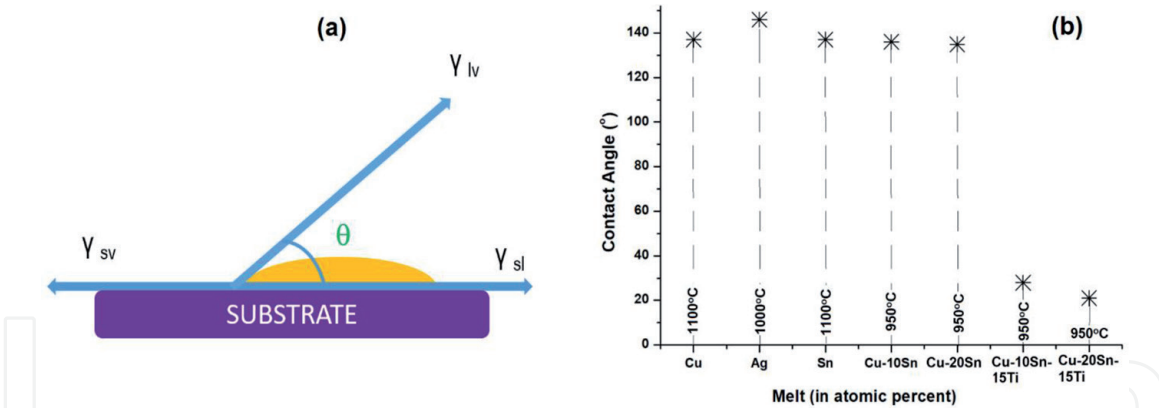 (a)
γ lv
θ
γ sv
γ sl
SUBSTRATE
(b)
Contact Angle (°)
140
120
100
80
60
40
20
0
1100°C
1000°C
1100°C
950°C
950°C
950°C
950°C
Cu
Ag
Sn
Cu-10Sn
Cu-20Sn
Cu-10Sn-
15Ti
Cu-20Sn-
15Ti
Melt (in atomic percent)